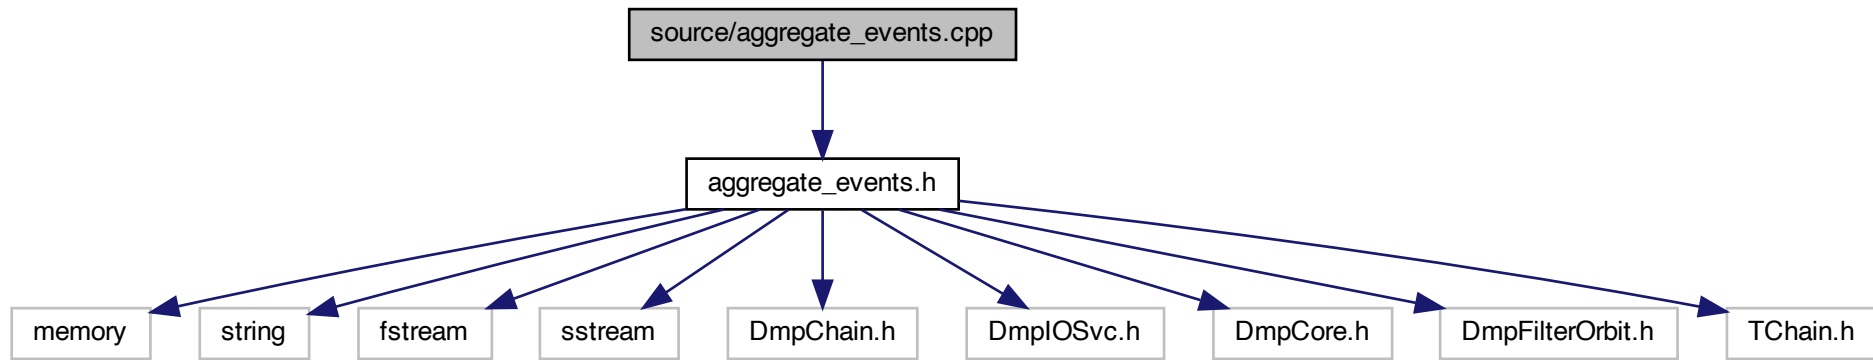 source/aggregate_events.cpp
aggregate_events.h
memory
string
fstream
sstream
DmpChain.h
DmpIOSvc.h
DmpCore.h
DmpFilterOrbit.h
TChain.h